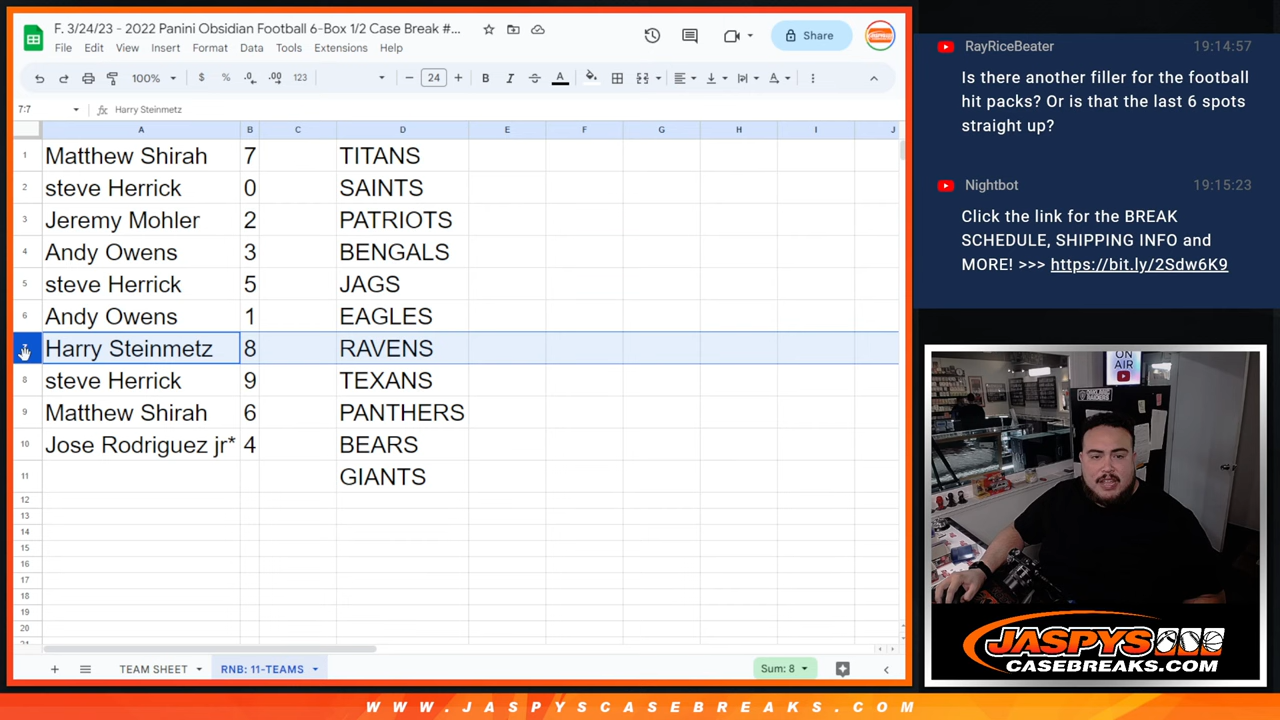 F. 3/24/23 - 2022 Panini Obsidian Football 6-Box 1/2 Case Break #...
File Edit View Insert Format Data Tools Extensions Help
Share
100% $ % .0 .00 123 24 B I A
7:7 fx Harry Steinmetz
A B C D E F G H I J
1 Matthew Shirah 7 TITANS
2 steve Herrick 0 SAINTS
3 Jeremy Mohler 2 PATRIOTS
4 Andy Owens 3 BENGALS
5 steve Herrick 5 JAGS
6 Andy Owens 1 EAGLES
7 Harry Steinmetz 8 RAVENS
8 steve Herrick 9 TEXANS
9 Matthew Shirah 6 PANTHERS
10 Jose Rodriguez jr* 4 BEARS
11 GIANTS
12
13
14
15
16
17
18
19
20
TEAM SHEET RNB: 11-TEAMS Sum: 8
RayRiceBeater 19:14:57
Is there another filler for the football
hit packs? Or is that the last 6 spots
straight up?
Nightbot 19:15:23
Click the link for the BREAK
SCHEDULE, SHIPPING INFO and
MORE! >>> https://bit.ly/2Sdw6K9
ON
AIR
JASPYS
CASEBREAKS.COM
WWW.JASPYSCASEBREAKS.COM